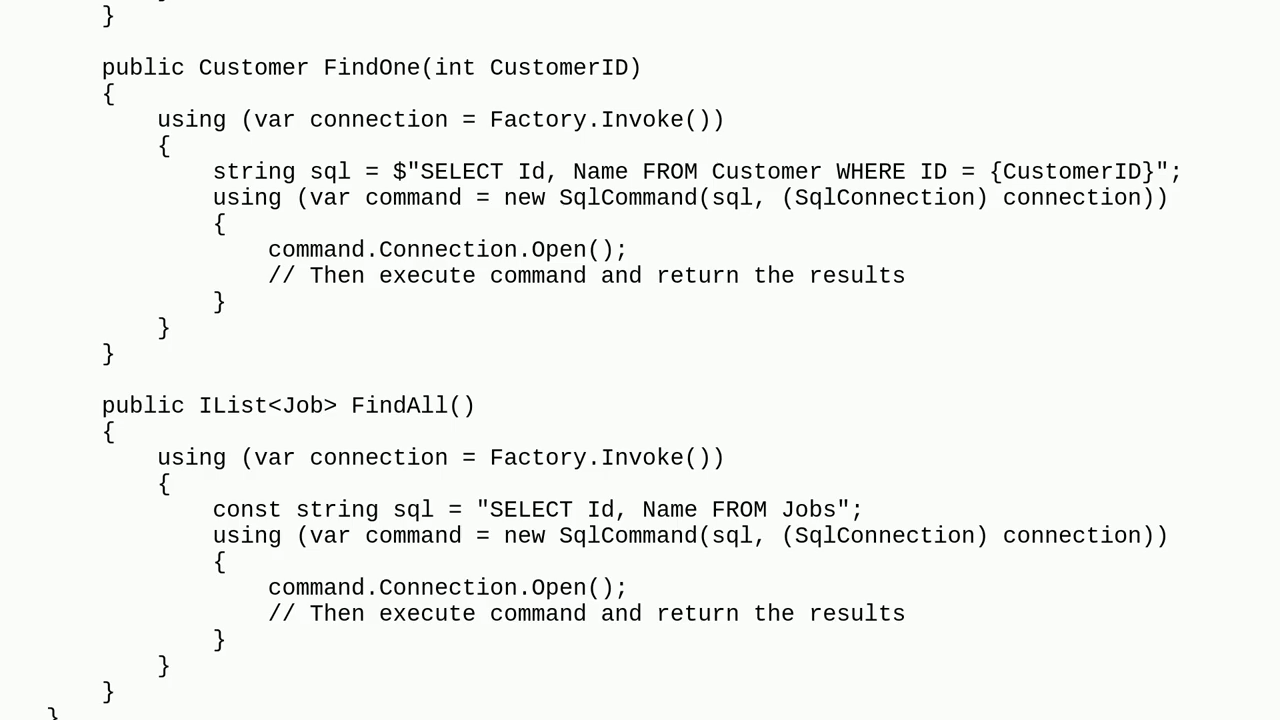 }
public Customer FindOne(int CustomerID)
{
using (var connection = Factory.Invoke())
{
string sql = $"SELECT Id, Name FROM Customer WHERE ID = {CustomerID}";
using (var command = new SqlCommand(sql, (SqlConnection) connection))
{
command.Connection.Open();
// Then execute command and return the results
}
}
}
public IList<Job> FindAll()
{
using (var connection = Factory.Invoke())
{
const string sql = "SELECT Id, Name FROM Jobs";
using (var command = new SqlCommand(sql, (SqlConnection) connection))
{
command.Connection.Open();
// Then execute command and return the results
}
}
}
}